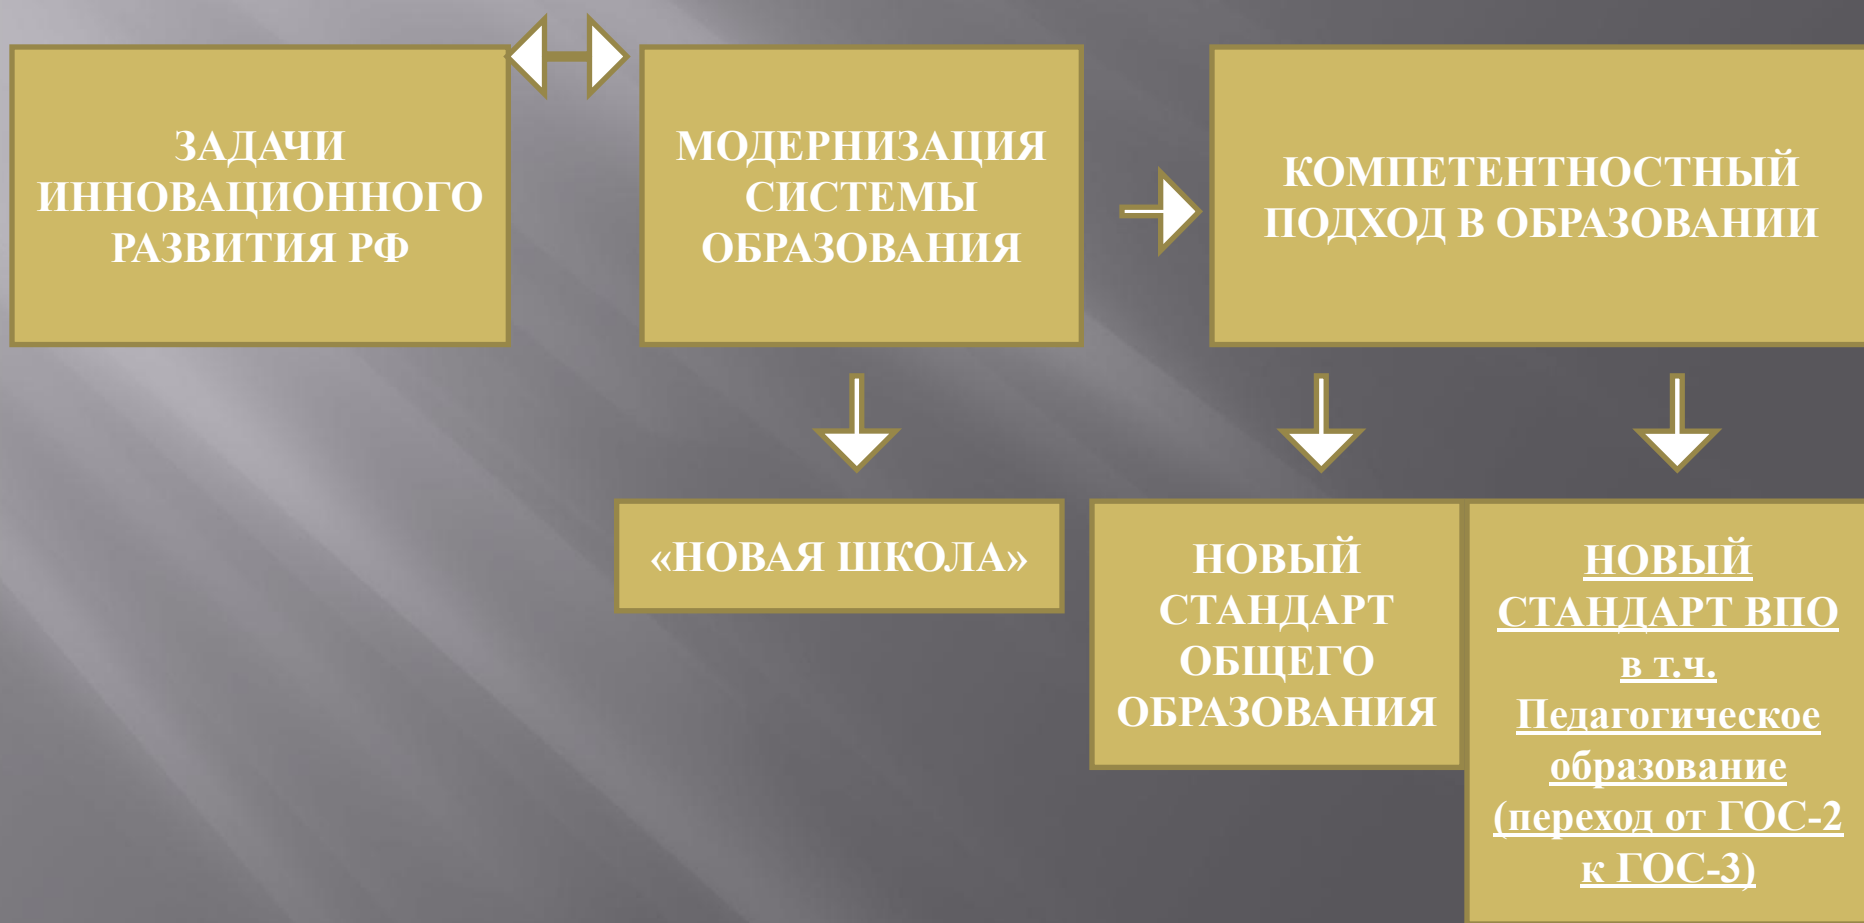 ЗАДАЧИ
ИННОВАЦИОННОГО
РАЗВИТИЯ РФ
МОДЕРНИЗАЦИЯ
СИСТЕМЫ
ОБРАЗОВАНИЯ
КОМПЕТЕНТНОСТНЫЙ
ПОДХОД В ОБРАЗОВАНИИ
«НОВАЯ ШКОЛА»
НОВЫЙ
СТАНДАРТ
ОБЩЕГО
ОБРАЗОВАНИЯ
НОВЫЙ
СТАНДАРТ ВПО
в т.ч.
Педагогическое
образование
(переход от ГОС-2
к ГОС-3)